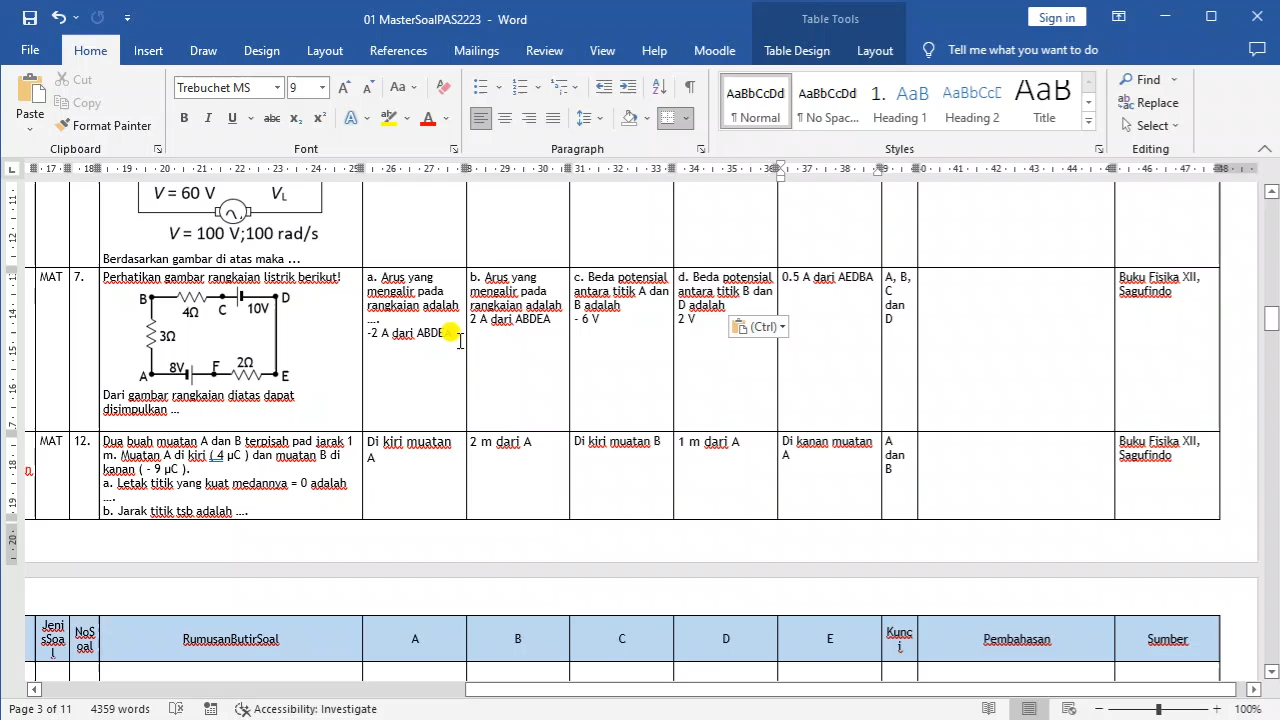 01 MasterSoalPAS2223 - Word
Table Tools
Sign in
File
Home
Insert
Draw
Design
Layout
References
Mailings
Review
View
Help
Moodle
Table Design
Layout
Tell me what you want to do
Paste
Cut
Copy
Format Painter
Clipboard
Trebuchet MS
9
Font
Paragraph
AaBbCcDd
¶ Normal
AaBbCcDd
¶ No Spac...
1. AaB
Heading 1
AaBbCcD
Heading 2
AaB
Title
Styles
Find
Replace
Select
Editing
V = 60 V
VL
V = 100 V;100 rad/s
Berdasarkan gambar di atas maka ...
MAT
7.
Perhatikan gambar rangkaian listrik berikut!
B
4Ω
C
10V
D
3Ω
A
8V
F
2Ω
E
Dari gambar rangkaian diatas dapat
disimpulkan ...
a. Arus yang
mengalir pada
rangkaian adalah
....
-2 A dari ABDEA
b. Arus yang
mengalir pada
rangkaian adalah
2 A dari ABDEA
c. Beda potensial
antara titik A dan
B adalah
- 6 V
d. Beda potensial
antara titik B dan
D adalah
2 V
(Ctrl)
0.5 A dari AEDBA
A, B,
C
dan
D
Buku Fisika XII,
Sagufindo
MAT
12.
Dua buah muatan A dan B terpisah pad jarak 1
m. Muatan A di kiri ( 4 µC ) dan muatan B di
kanan ( - 9 µC ).
a. Letak titik yang kuat medannya = 0 adalah
....
b. Jarak titik tsb adalah ....
Di kiri muatan
A
2 m dari A
Di kiri muatan B
1 m dari A
Di kanan muatan
A
A
dan
B
Buku Fisika XII,
Sagufindo
Jeni
sSoa
l
NoS
oal
RumusanButirSoal
A
B
C
D
E
Kunc
i
Pembahasan
Sumber
Page 3 of 11
4359 words
Accessibility: Investigate
100%